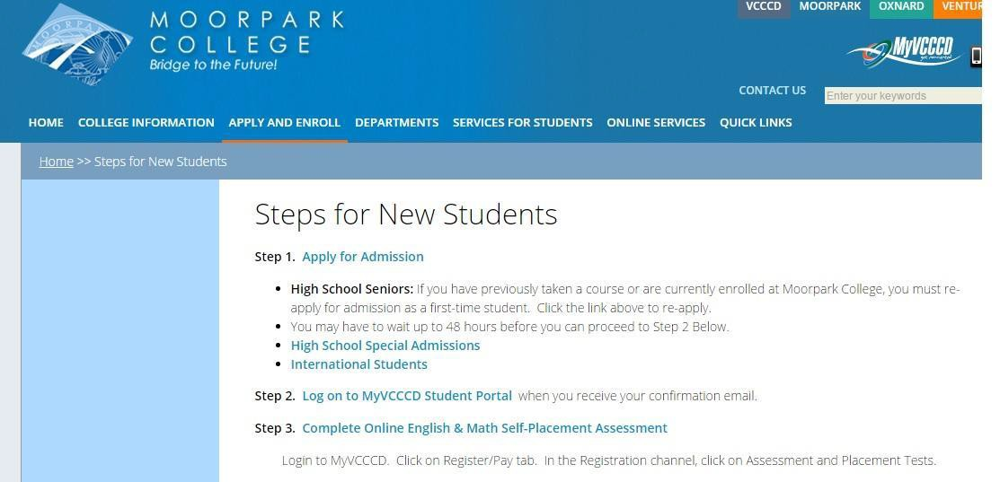 VCCCD MOORPARK OXNARD VENTUR
MOORPARK
COLLEGE
Bridge to the Future!
MOORPARK
MyVCCCD
get connected
CONTACT US Enter your keywords
HOME COLLEGE INFORMATION APPLY AND ENROLL DEPARTMENTS SERVICES FOR STUDENTS ONLINE SERVICES QUICK LINKS
Home >> Steps for New Students
Steps for New Students
Step 1. Apply for Admission
• High School Seniors: If you have previously taken a course or are currently enrolled at Moorpark College, you must re-
apply for admission as a first-time student. Click the link above to re-apply.
• You may have to wait up to 48 hours before you can proceed to Step 2 Below.
• High School Special Admissions
• International Students
Step 2. Log on to MyVCCCD Student Portal when you receive your confirmation email.
Step 3. Complete Online English & Math Self-Placement Assessment
Login to MyVCCCD. Click on Register/Pay tab. In the Registration channel, click on Assessment and Placement Tests.